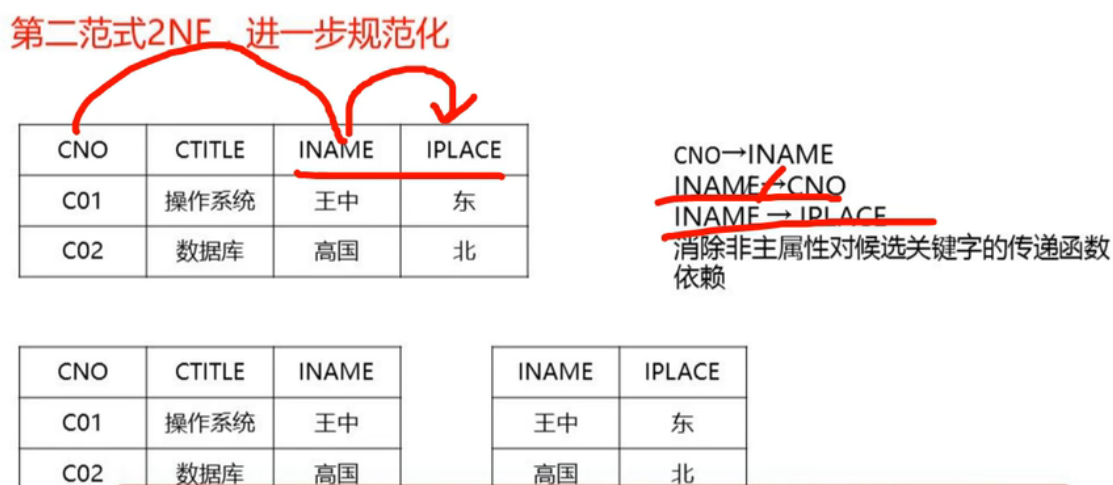 第二范式2NF，进一步规范化
CNO CTITLE INAME IPLACE
C01 操作系统 王中 东
C02 数据库 高国 北
CNO→INAME
INAME↛CNO
INAME → IPLACE
消除非主属性对候选关键字的传递函数
依赖
CNO CTITLE INAME
C01 操作系统 王中
C02 数据库 高国
INAME IPLACE
王中 东
高国 北